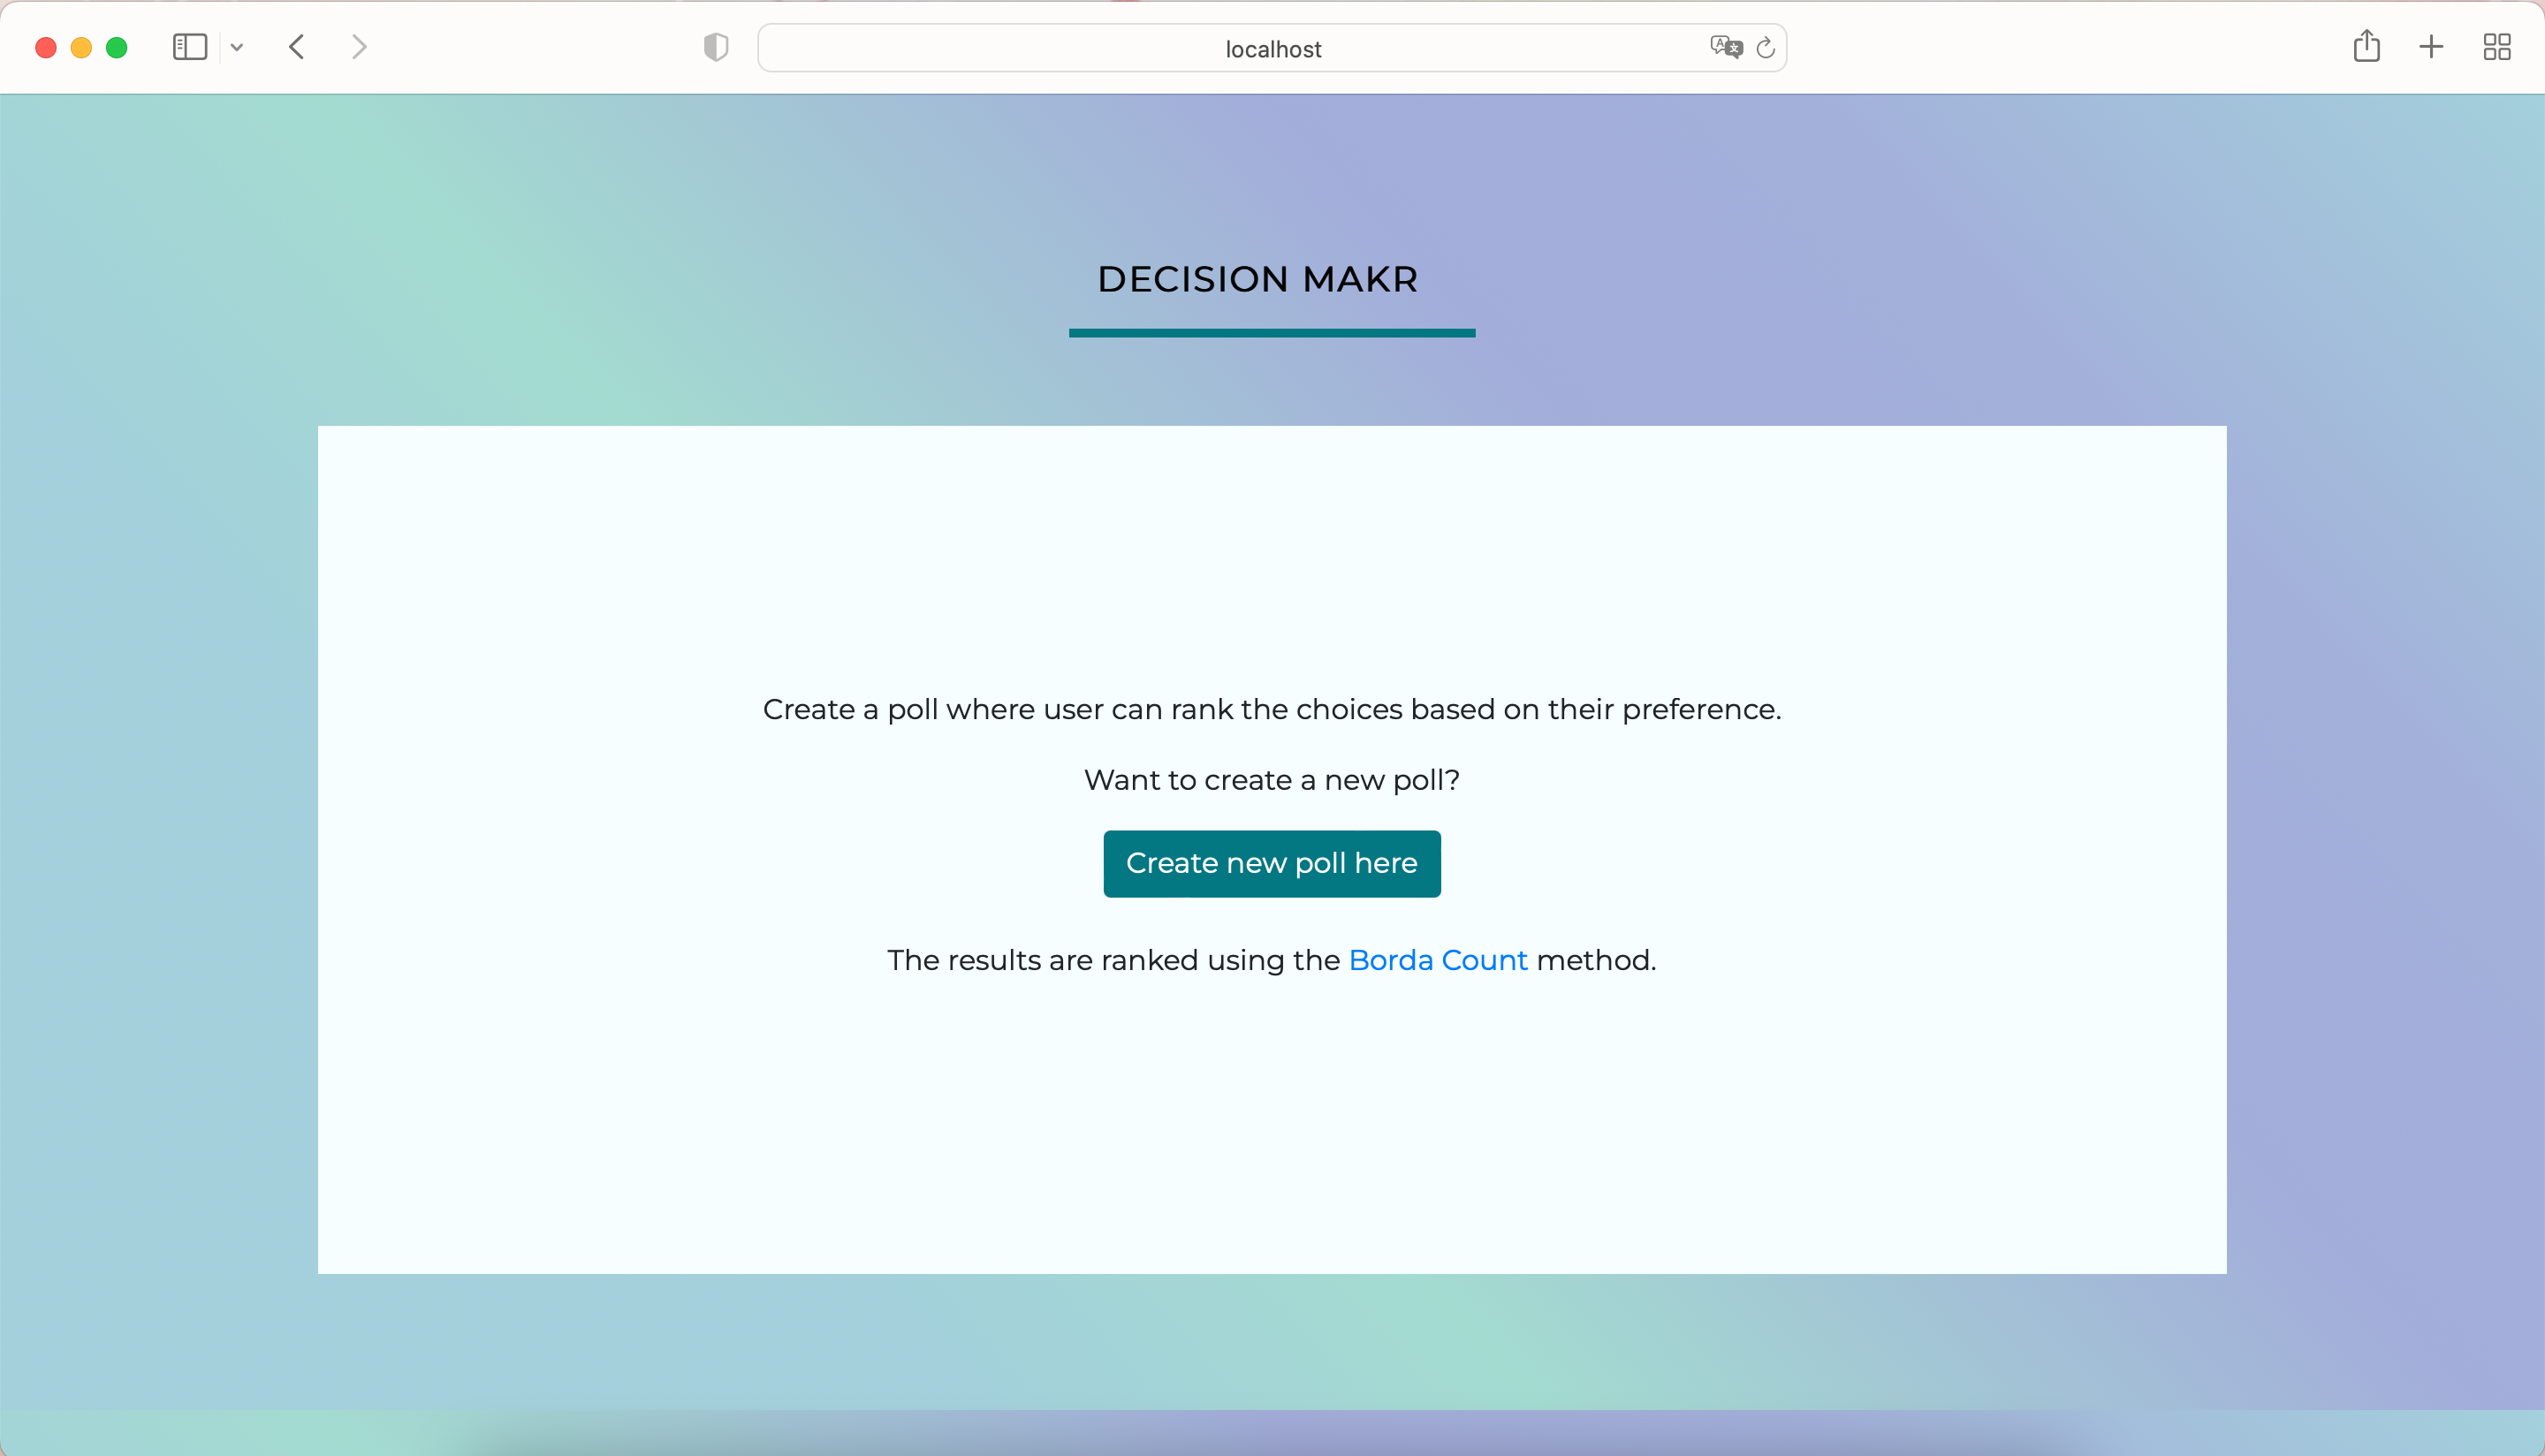 localhost
DECISION MAKR
Create a poll where user can rank the choices based on their preference.
Want to create a new poll?
Create new poll here
The results are ranked using the Borda Count method.